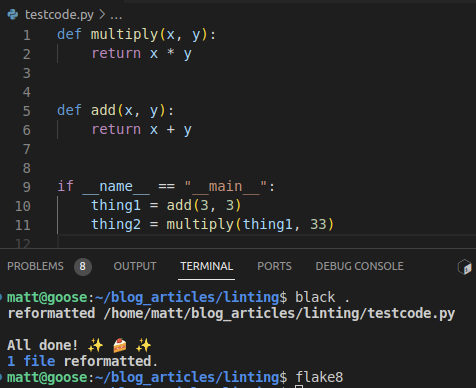 testcode.py > ...
1 def multiply(x, y):
2 return x * y
3
4
5 def add(x, y):
6 return x + y
7
8
9 if __name__ == "__main__":
10 thing1 = add(3, 3)
11 thing2 = multiply(thing1, 33)
12
PROBLEMS 8 OUTPUT TERMINAL PORTS DEBUG CONSOLE
matt@goose:~/blog_articles/linting$ black .
reformatted /home/matt/blog_articles/linting/testcode.py
All done! ✨ 🍰 ✨
1 file reformatted.
matt@goose:~/blog_articles/linting$ flake8